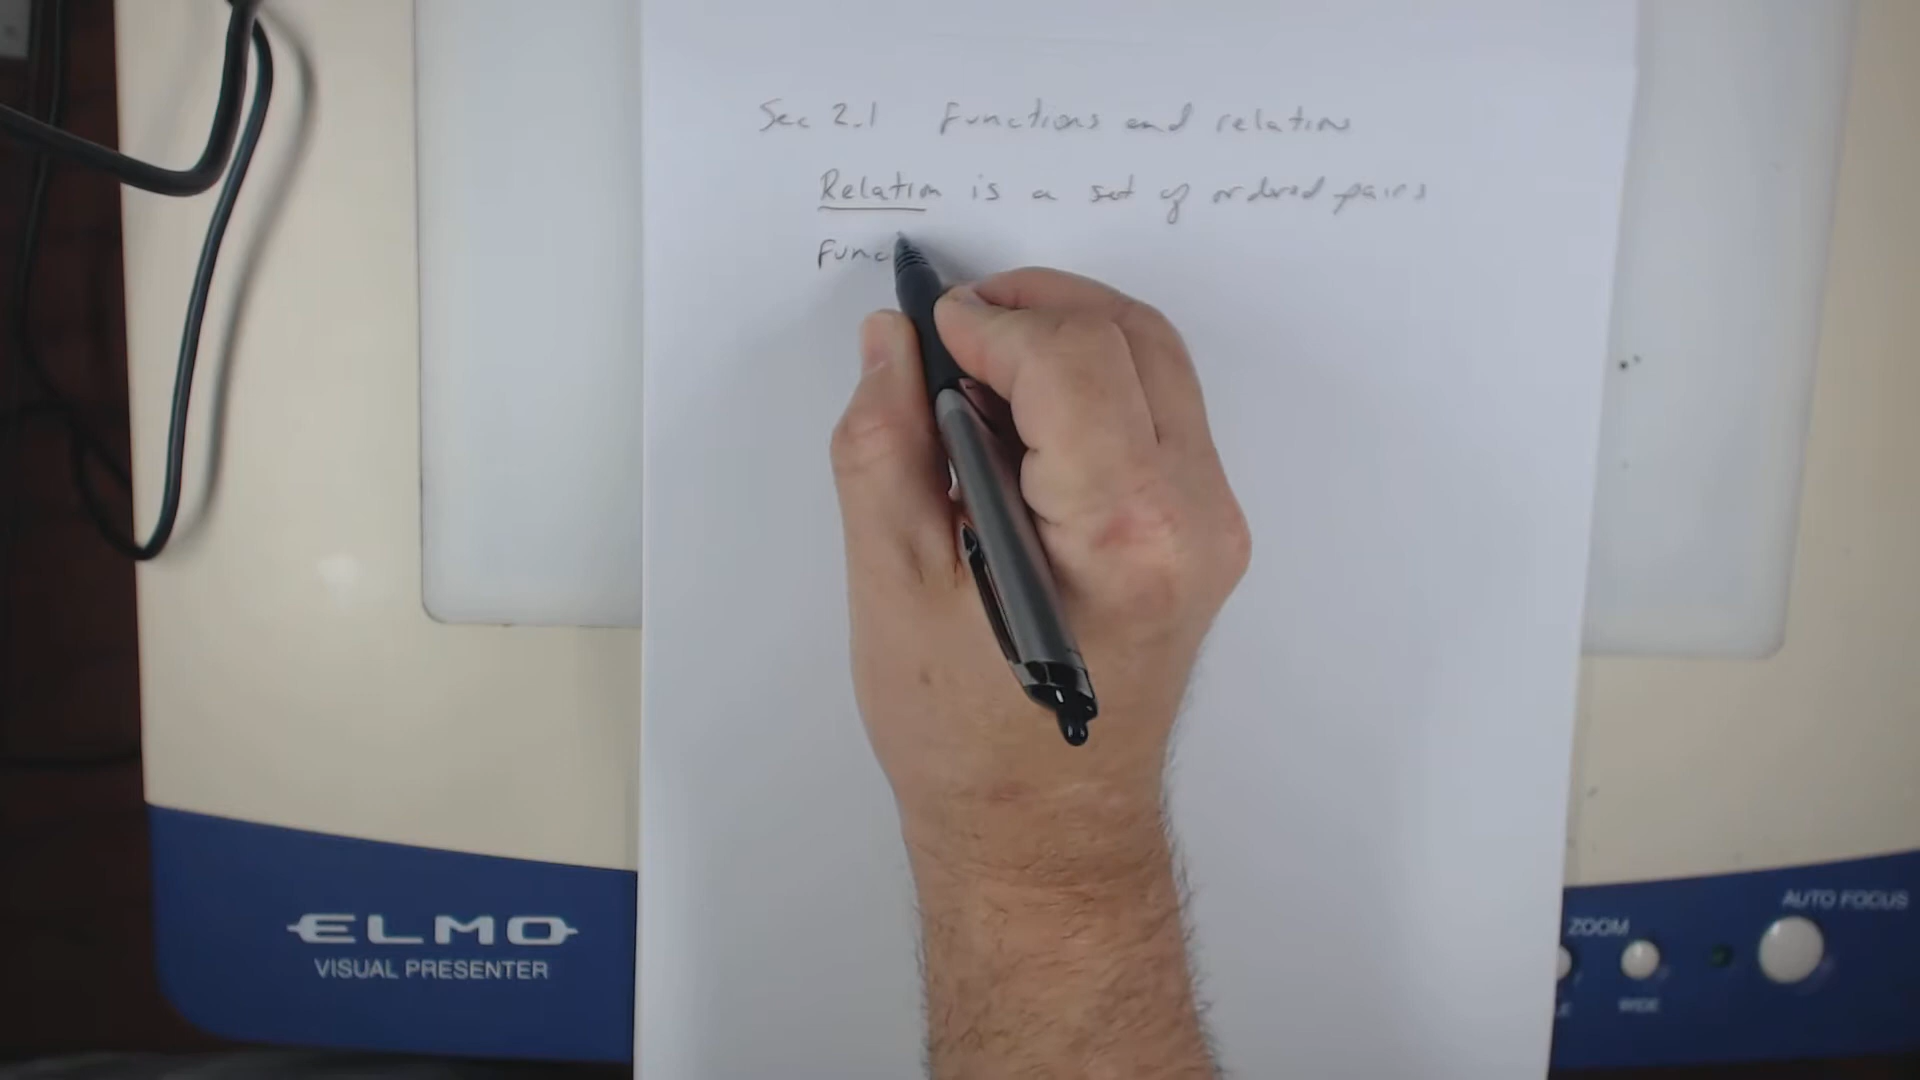 Sec 2.1 Functions and relation
Relation is a set of ordered pairs
Func
ELMO
VISUAL PRESENTER
AUTO FOCUS
ZOOM
WIDE